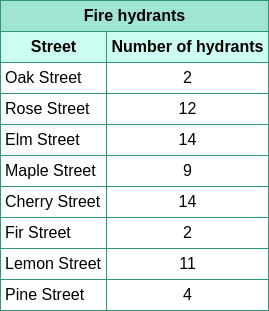 Fire hydrants
Street Number of hydrants
Oak Street 2
Rose Street 12
Elm Street 14
Maple Street 9
Cherry Street 14
Fir Street 2
Lemon Street 11
Pine Street 4